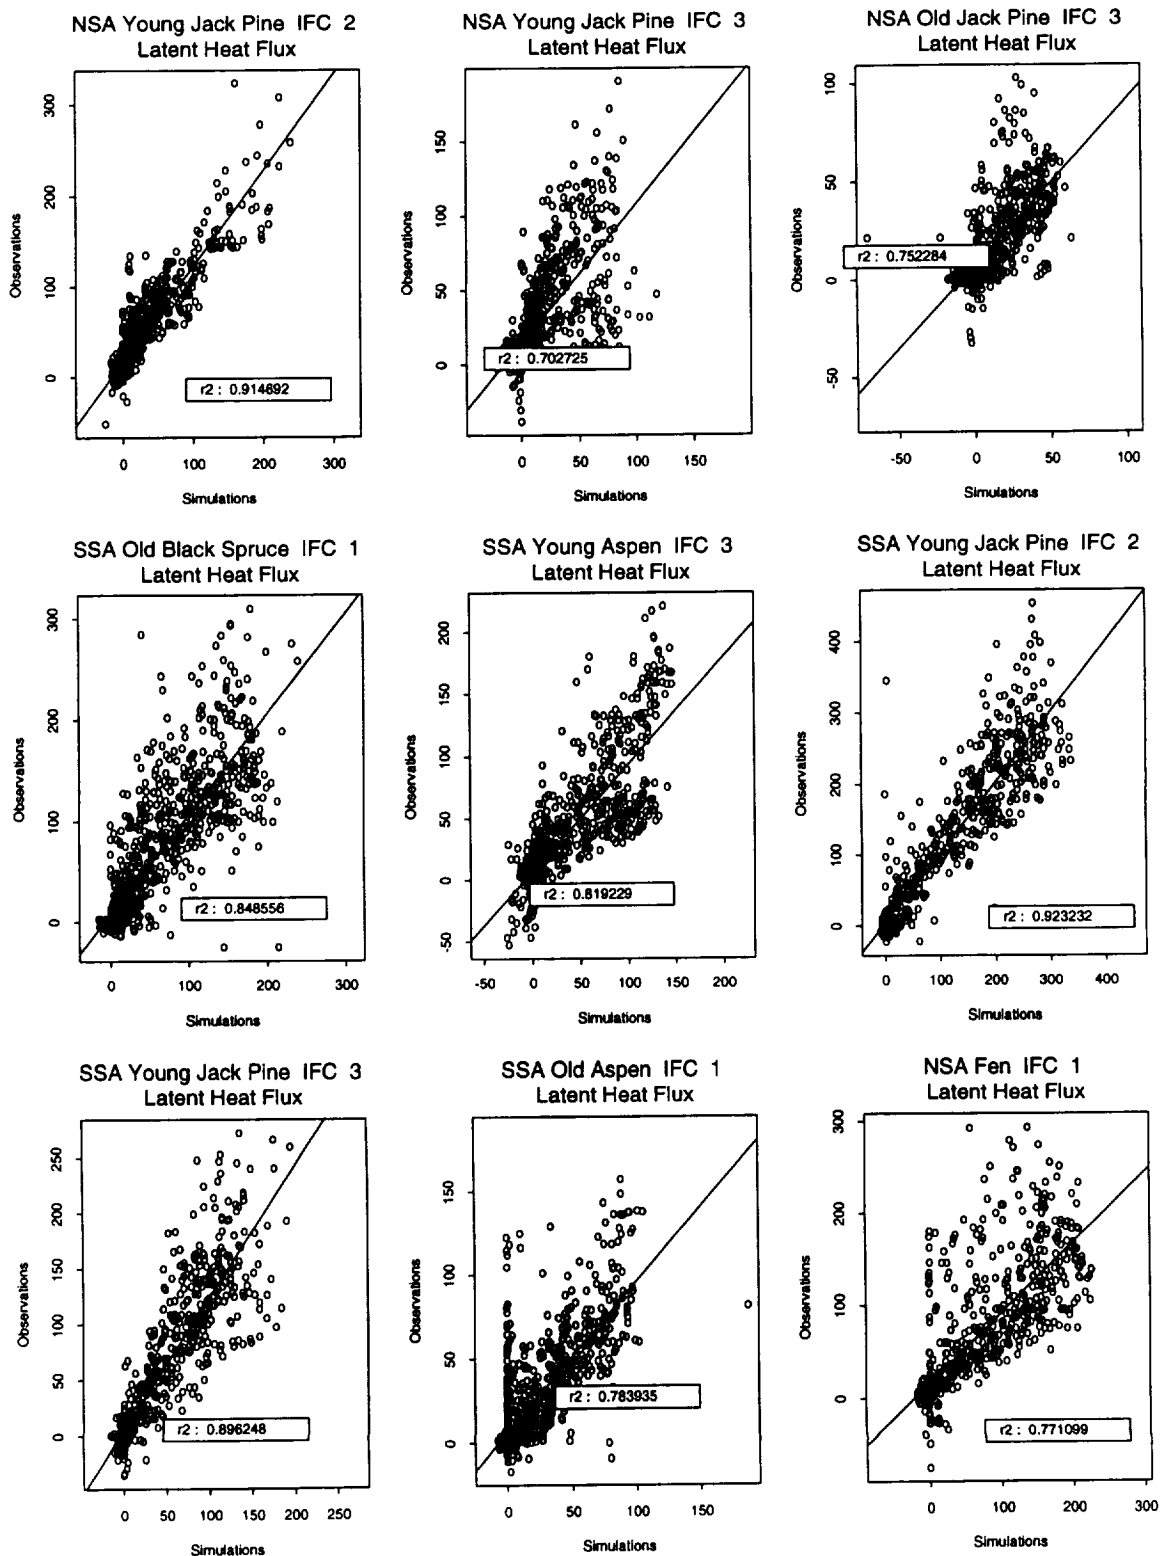 NSA Young Jack Pine IFC 2
Latent Heat Flux
Observations
300
200
100
0
r2 : 0.914692
0 100 200 300
Simulations
NSA Young Jack Pine IFC 3
Latent Heat Flux
Observations
150
100
50
0
r2 : 0.702725
0 50 100 150
Simulations
NSA Old Jack Pine IFC 3
Latent Heat Flux
Observations
100
50
0
-50
r2 : 0.752284
-50 0 50 100
Simulations
SSA Old Black Spruce IFC 1
Latent Heat Flux
Observations
300
200
100
0
r2 : 0.848556
0 100 200 300
Simulations
SSA Young Aspen IFC 3
Latent Heat Flux
Observations
200
150
100
50
0
-50
r2 : 0.819229
-50 0 50 100 150 200
Simulations
SSA Young Jack Pine IFC 2
Latent Heat Flux
Observations
400
300
200
100
0
r2 : 0.923232
0 100 200 300 400
Simulations
SSA Young Jack Pine IFC 3
Latent Heat Flux
Observations
250
200
150
100
50
0
r2 : 0.896248
0 50 100 150 200 250
Simulations
SSA Old Aspen IFC 1
Latent Heat Flux
Observations
150
100
50
0
r2 : 0.783935
0 50 100 150
Simulations
NSA Fen IFC 1
Latent Heat Flux
Observations
300
200
100
0
r2 : 0.771099
0 100 200 300
Simulations